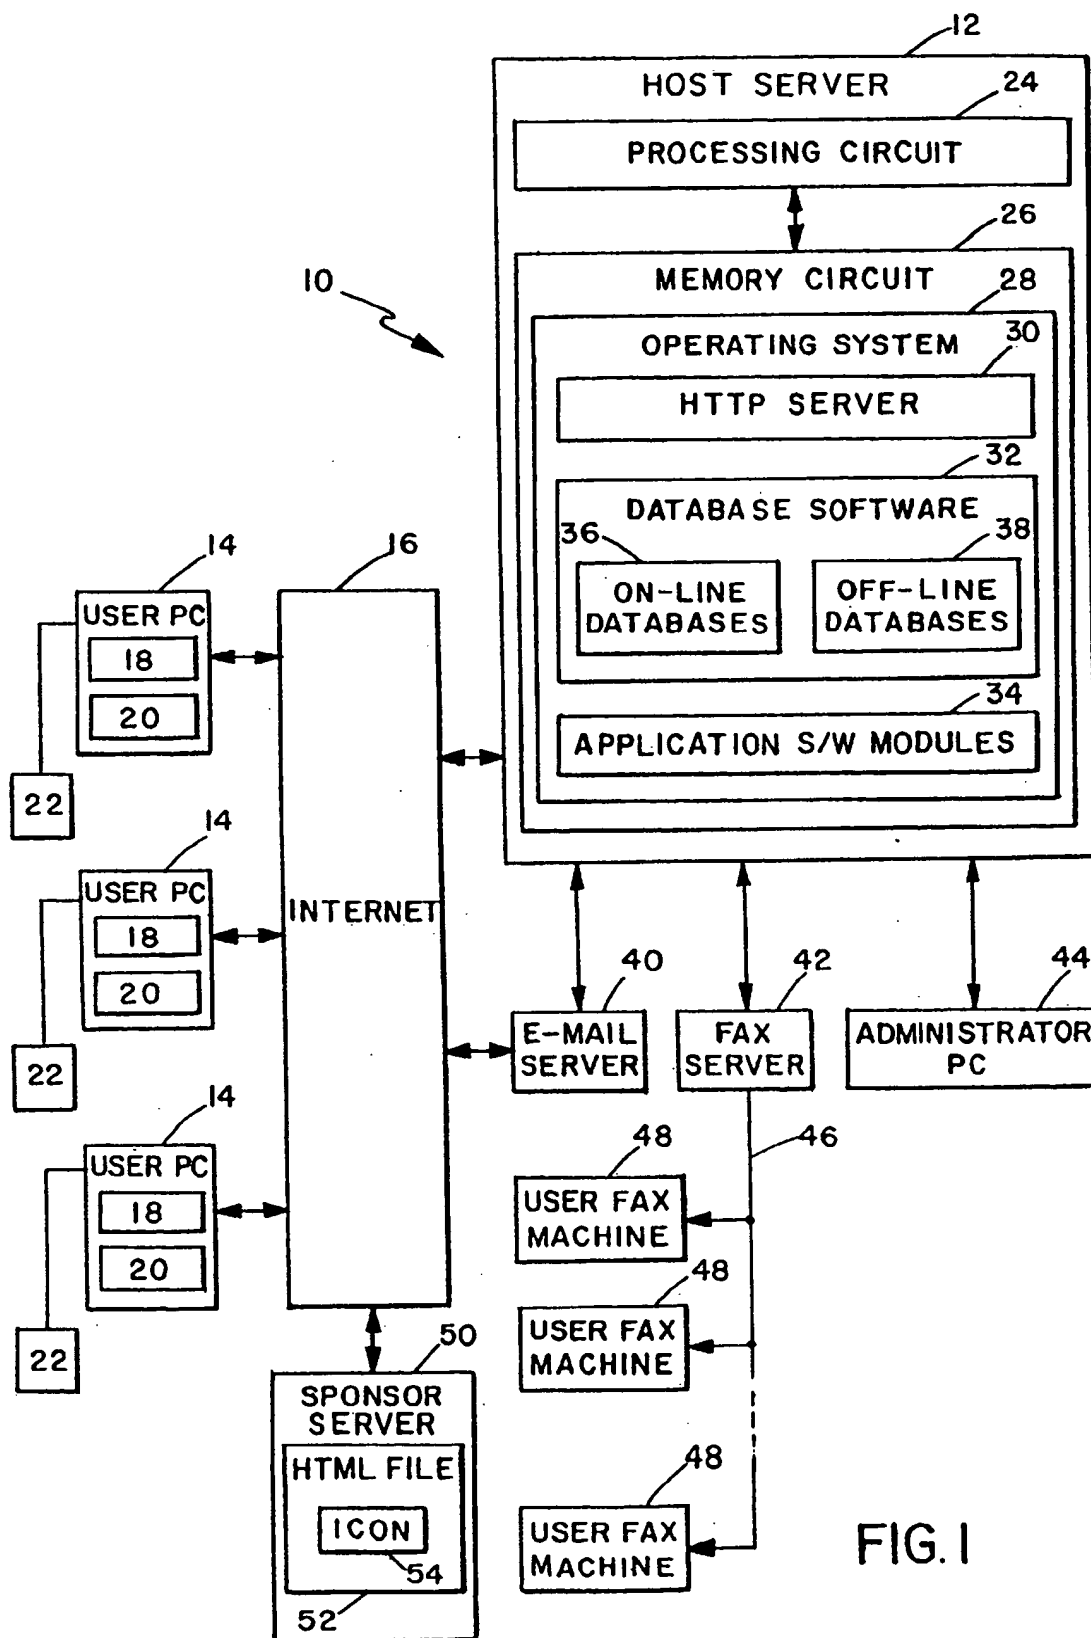 12
HOST SERVER
24
PROCESSING CIRCUIT
26
MEMORY CIRCUIT
10
28
OPERATING SYSTEM
30
HTTP SERVER
32
DATABASE SOFTWARE
36
38
ON-LINE
DATABASES
OFF-LINE
DATABASES
34
APPLICATION S/W MODULES
14
USER PC
18
20
22
14
USER PC
18
20
22
14
USER PC
18
20
22
16
INTERNET
40
E-MAIL
SERVER
42
FAX
SERVER
44
ADMINISTRATOR
PC
46
48
USER FAX
MACHINE
48
USER FAX
MACHINE
48
USER FAX
MACHINE
50
SPONSOR
SERVER
HTML FILE
ICON
54
52
FIG. 1